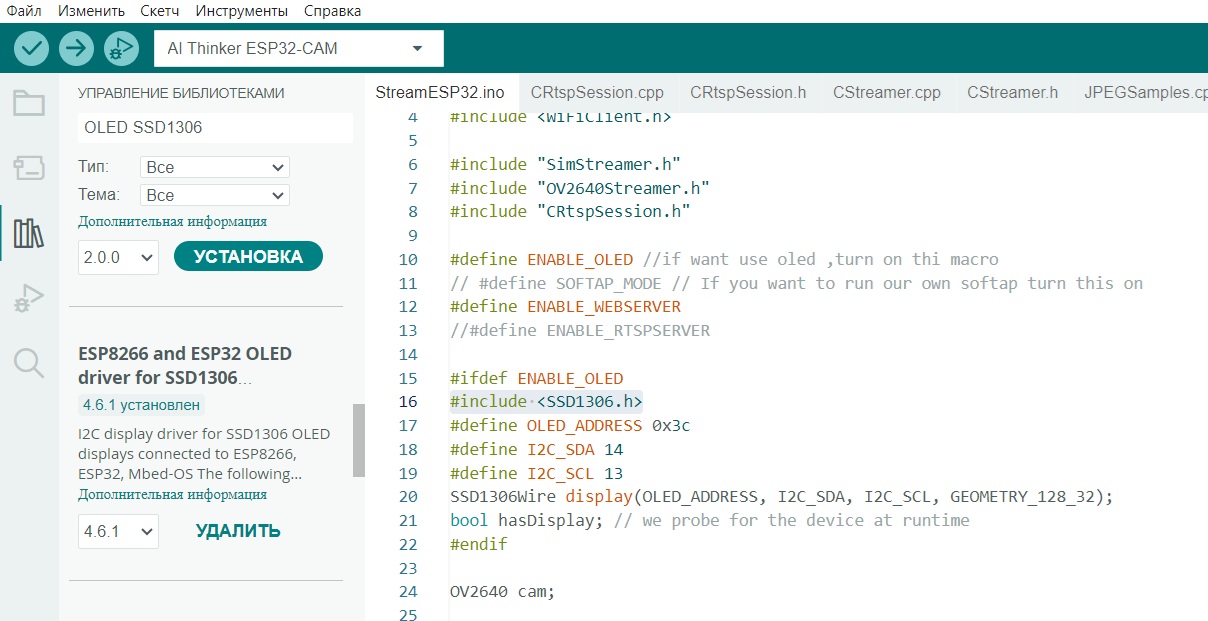 Файл Изменить Скетч Инструменты Справка
AI Thinker ESP32-CAM
УПРАВЛЕНИЕ БИБЛИОТЕКАМИ
OLED SSD1306
Тип: Все
Тема: Все
Дополнительная информация
2.0.0 УСТАНОВКА
ESP8266 and ESP32 OLED
driver for SSD1306...
4.6.1 установлен
I2C display driver for SSD1306 OLED
displays connected to ESP8266,
ESP32, Mbed-OS The following...
Дополнительная информация
4.6.1 УДАЛИТЬ
StreamESP32.ino CRtspSession.cpp CRtspSession.h CStreamer.cpp CStreamer.h JPEGSamples.cp
4 #include <WiFiClient.h>
5
6 #include "SimStreamer.h"
7 #include "OV2640Streamer.h"
8 #include "CRtspSession.h"
9
10 #define ENABLE_OLED //if want use oled ,turn on thi macro
11 // #define SOFTAP_MODE // If you want to run our own softap turn this on
12 #define ENABLE_WEBSERVER
13 //#define ENABLE_RTSPSERVER
14
15 #ifdef ENABLE_OLED
16 #include <SSD1306.h>
17 #define OLED_ADDRESS 0x3c
18 #define I2C_SDA 14
19 #define I2C_SCL 13
20 SSD1306Wire display(OLED_ADDRESS, I2C_SDA, I2C_SCL, GEOMETRY_128_32);
21 bool hasDisplay; // we probe for the device at runtime
22 #endif
23
24 OV2640 cam;
25